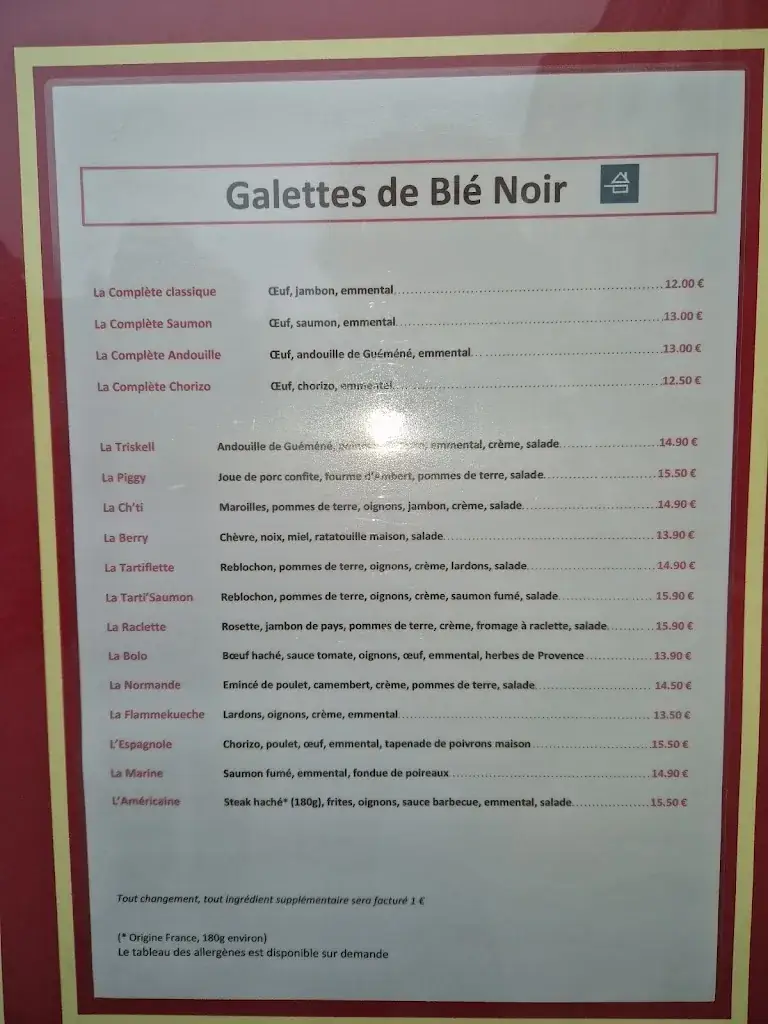 Galettes de Blé Noir
La Complète classique Œuf, jambon, emmental 12.00 €
La Complète Saumon Œuf, saumon, emmental 13.00 €
La Complète Andouille Œuf, andouille de Guéméné, emmental 13.00 €
La Complète Chorizo Œuf, chorizo, emmental 12.50 €
La Triskell Andouille de Guéméné, emmental, crème, salade 14.90 €
La Piggy Joue de porc confite, fourme d'Ambert, pommes de terre, salade 15.50 €
La Ch'ti Maroilles, pommes de terre, oignons, jambon, crème, salade 14.90 €
La Berry Chèvre, noix, miel, ratatouille maison, salade 13.90 €
La Tartiflette Reblochon, pommes de terre, oignons, crème, lardons, salade 14.90 €
La Tarti'Saumon Reblochon, pommes de terre, oignons, crème, saumon fumé, salade 15.90 €
La Raclette Rosette, jambon de pays, pommes de terre, crème, fromage à raclette, salade 15.90 €
La Bolo Bœuf haché, sauce tomate, oignons, œuf, emmental, herbes de Provence 13.90 €
La Normande Emincé de poulet, camembert, crème, pommes de terre, salade 14.50 €
La Flammekueche Lardons, oignons, crème, emmental 13.50 €
L'Espagnole Chorizo, poulet, œuf, emmental, tapenade de poivrons maison 15.50 €
La Marine Saumon fumé, emmental, fondue de poireaux 14.90 €
L'Américaine Steak haché* (180g), frites, oignons, sauce barbecue, emmental, salade 15.50 €
Tout changement, tout ingrédient supplémentaire sera facturé 1 €
(* Origine France, 180g environ)
Le tableau des allergènes est disponible sur demande